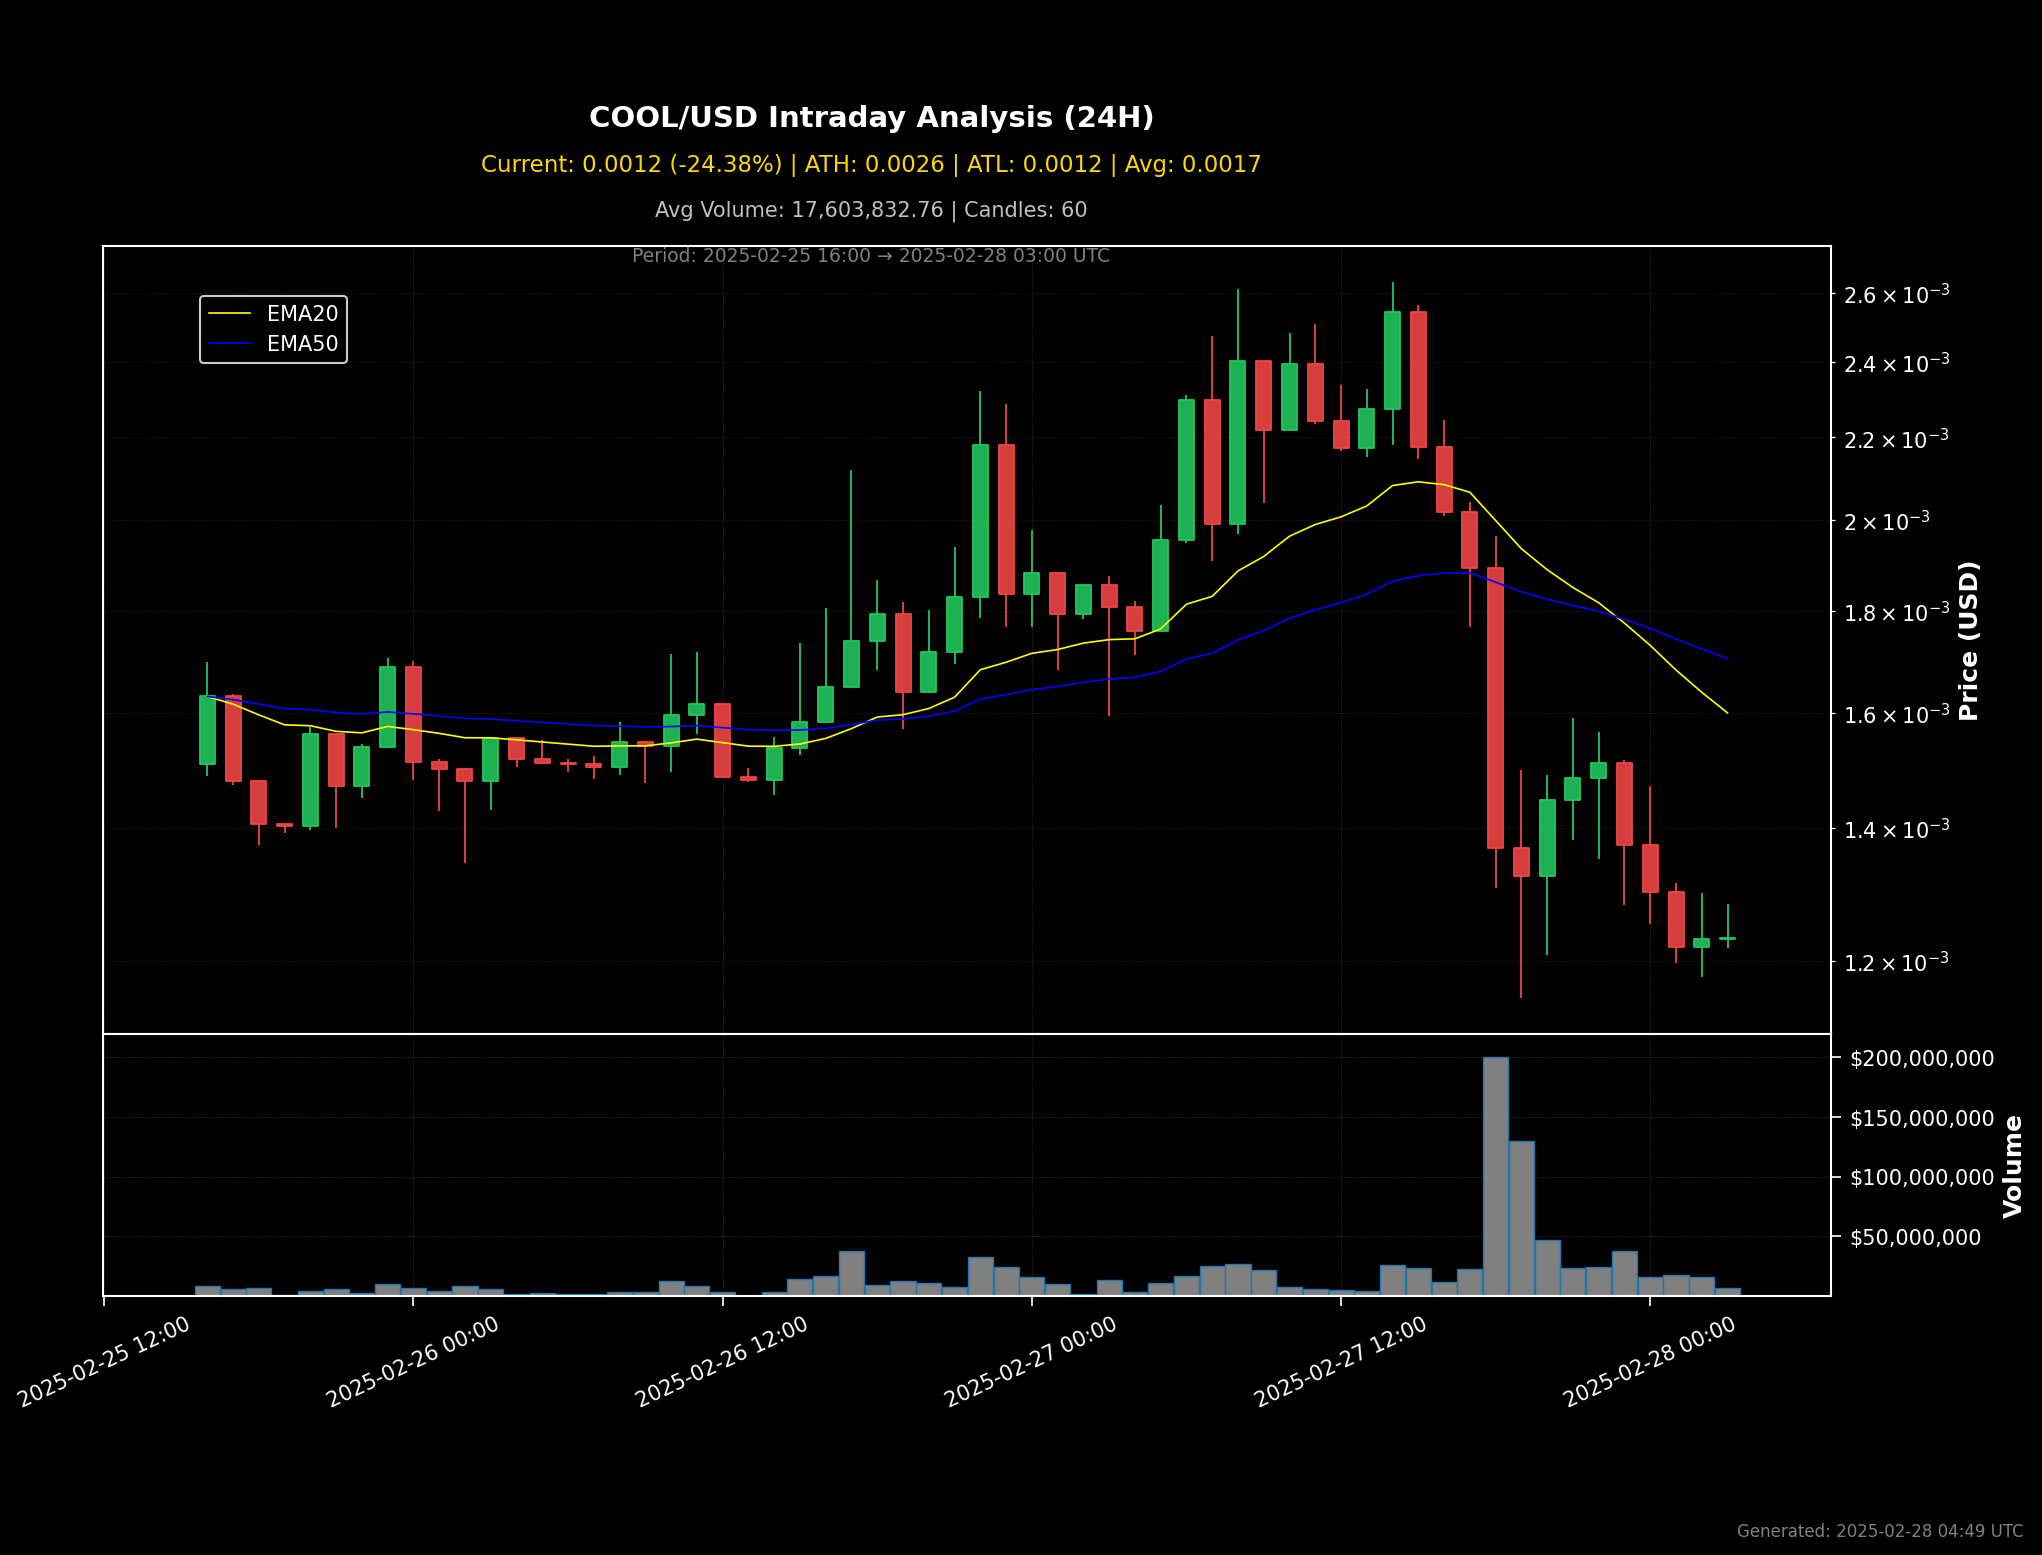 COOL/USD Intraday Analysis (24H)
Current: 0.0012 (-24.38%) | ATH: 0.0026 | ATL: 0.0012 | Avg: 0.0017
Avg Volume: 17,603,832.76 | Candles: 60
Period: 2025-02-25 16:00 → 2025-02-28 03:00 UTC
EMA20
EMA50
2.6 × 10⁻³
2.4 × 10⁻³
2.2 × 10⁻³
2 × 10⁻³
1.8 × 10⁻³
1.6 × 10⁻³
1.4 × 10⁻³
1.2 × 10⁻³
Price (USD)
$200,000,000
$150,000,000
$100,000,000
$50,000,000
Volume
2025-02-25 12:00
2025-02-26 00:00
2025-02-26 12:00
2025-02-27 00:00
2025-02-27 12:00
2025-02-28 00:00
Generated: 2025-02-28 04:49 UTC